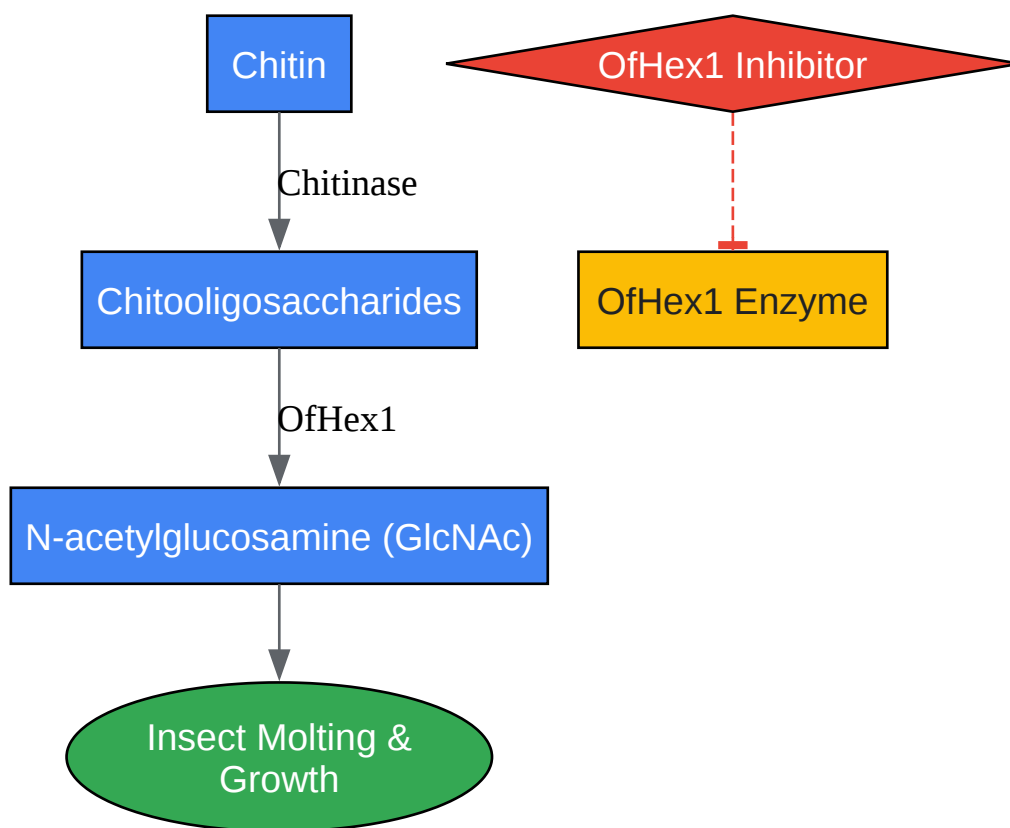 Chitin
OfHex1 Inhibitor
Chitinase
Chitooligosaccharides
OfHex1 Enzyme
OfHex1
N-acetylglucosamine (GlcNAc)
Insect Molting &
Growth